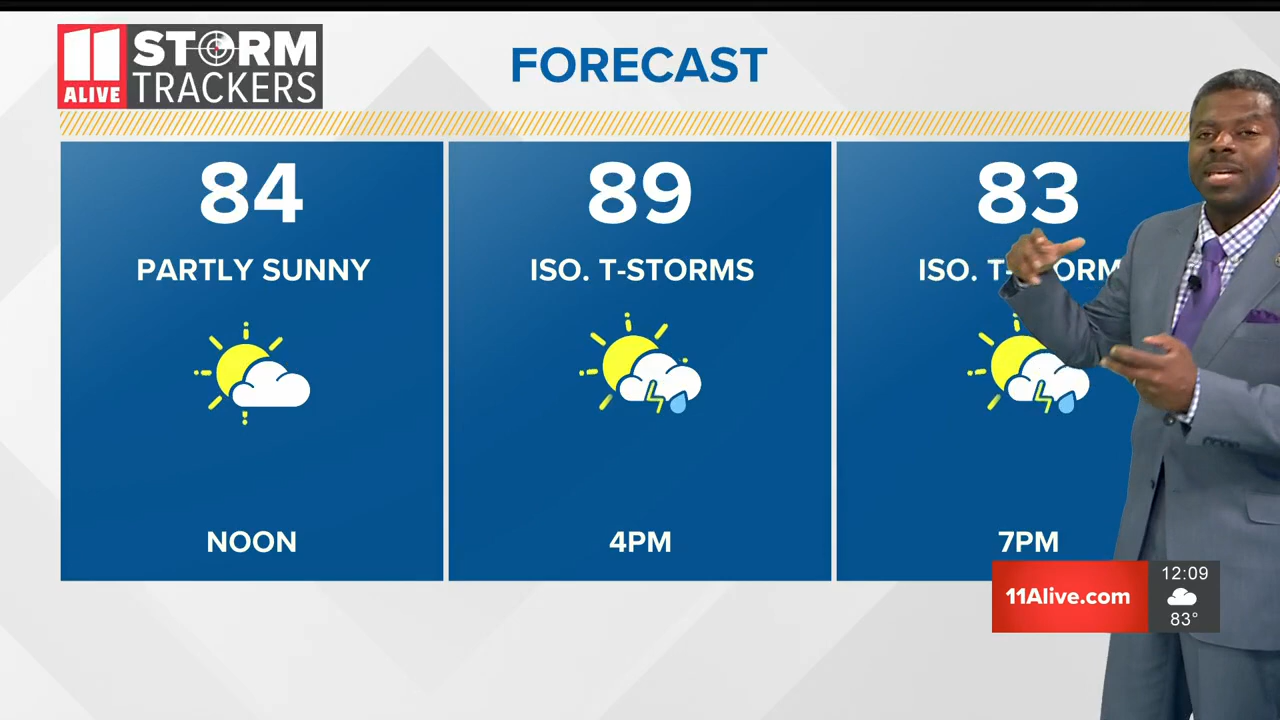 11
ALIVE
STORM
TRACKERS
FORECAST
84
PARTLY SUNNY
NOON
89
ISO. T-STORMS
4PM
83
ISO.
7PM
11Alive.com
12:09
83°